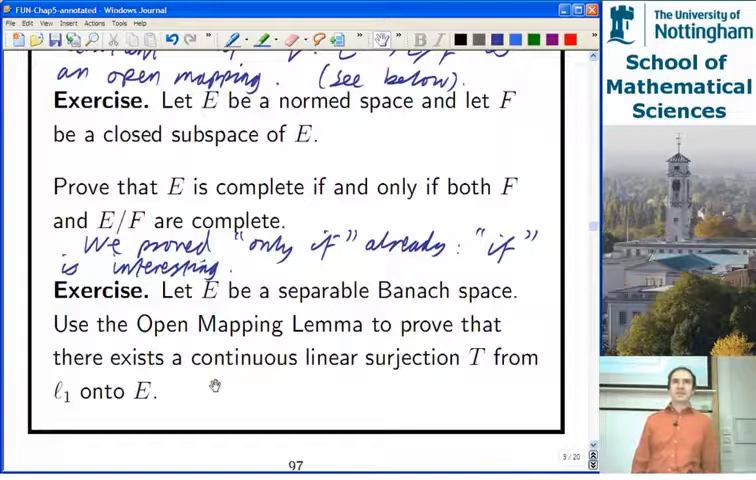 FUN-Chap5-annotated - Windows Journal
File Edit View Insert Actions Tools Help
an open mapping. (See below).
Exercise. Let E be a normed space and let F
be a closed subspace of E.
Prove that E is complete if and only if both F
and E/F are complete.
We proved "only if" already: "if"
is interesting.
Exercise. Let E be a separable Banach space.
Use the Open Mapping Lemma to prove that
there exists a continuous linear surjection T from
ℓ₁ onto E.
97
9 / 20
The University of
Nottingham
School of
Mathematical
Sciences